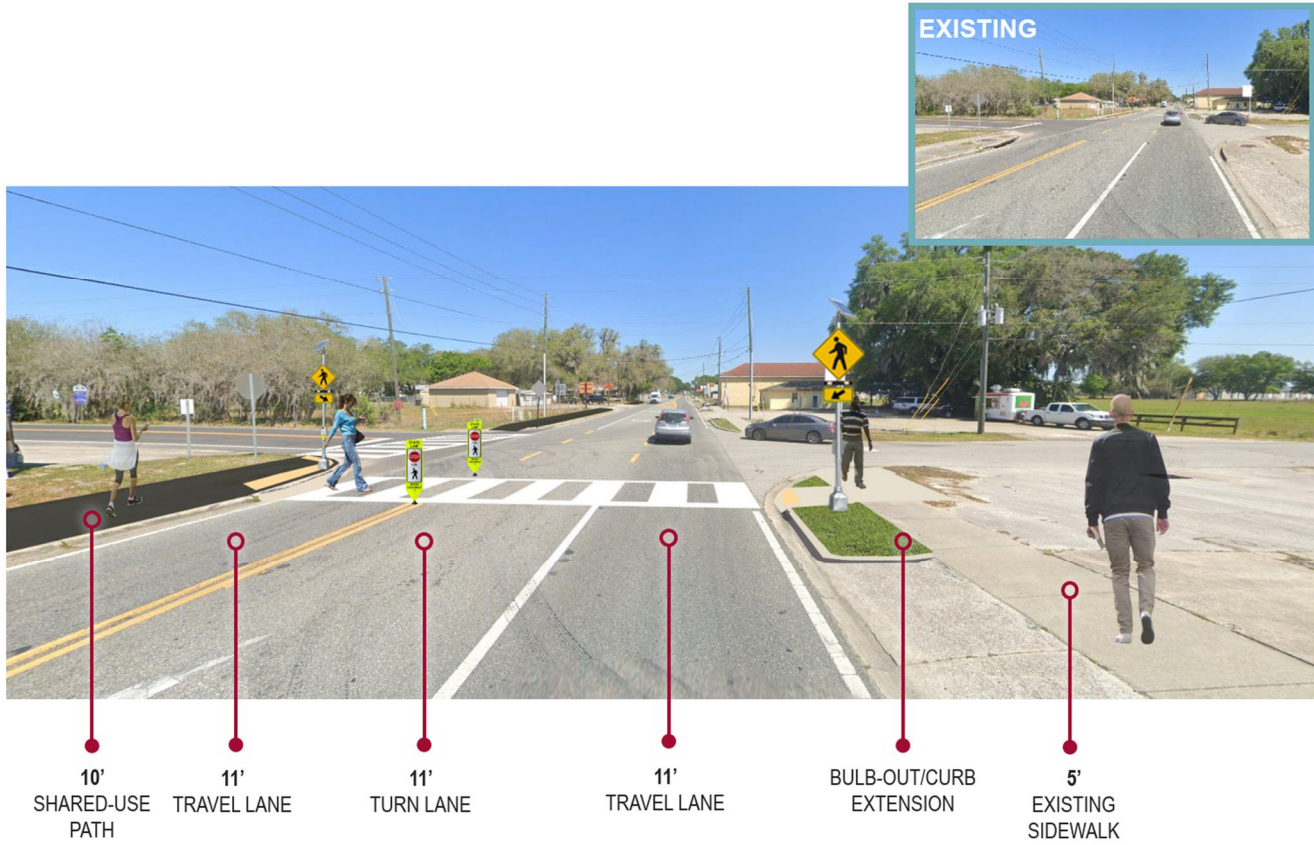 EXISTING
10’
SHARED-USE
PATH
11’
TRAVEL LANE
11’
TURN LANE
11’
TRAVEL LANE
BULB-OUT/CURB
EXTENSION
5’
EXISTING
SIDEWALK